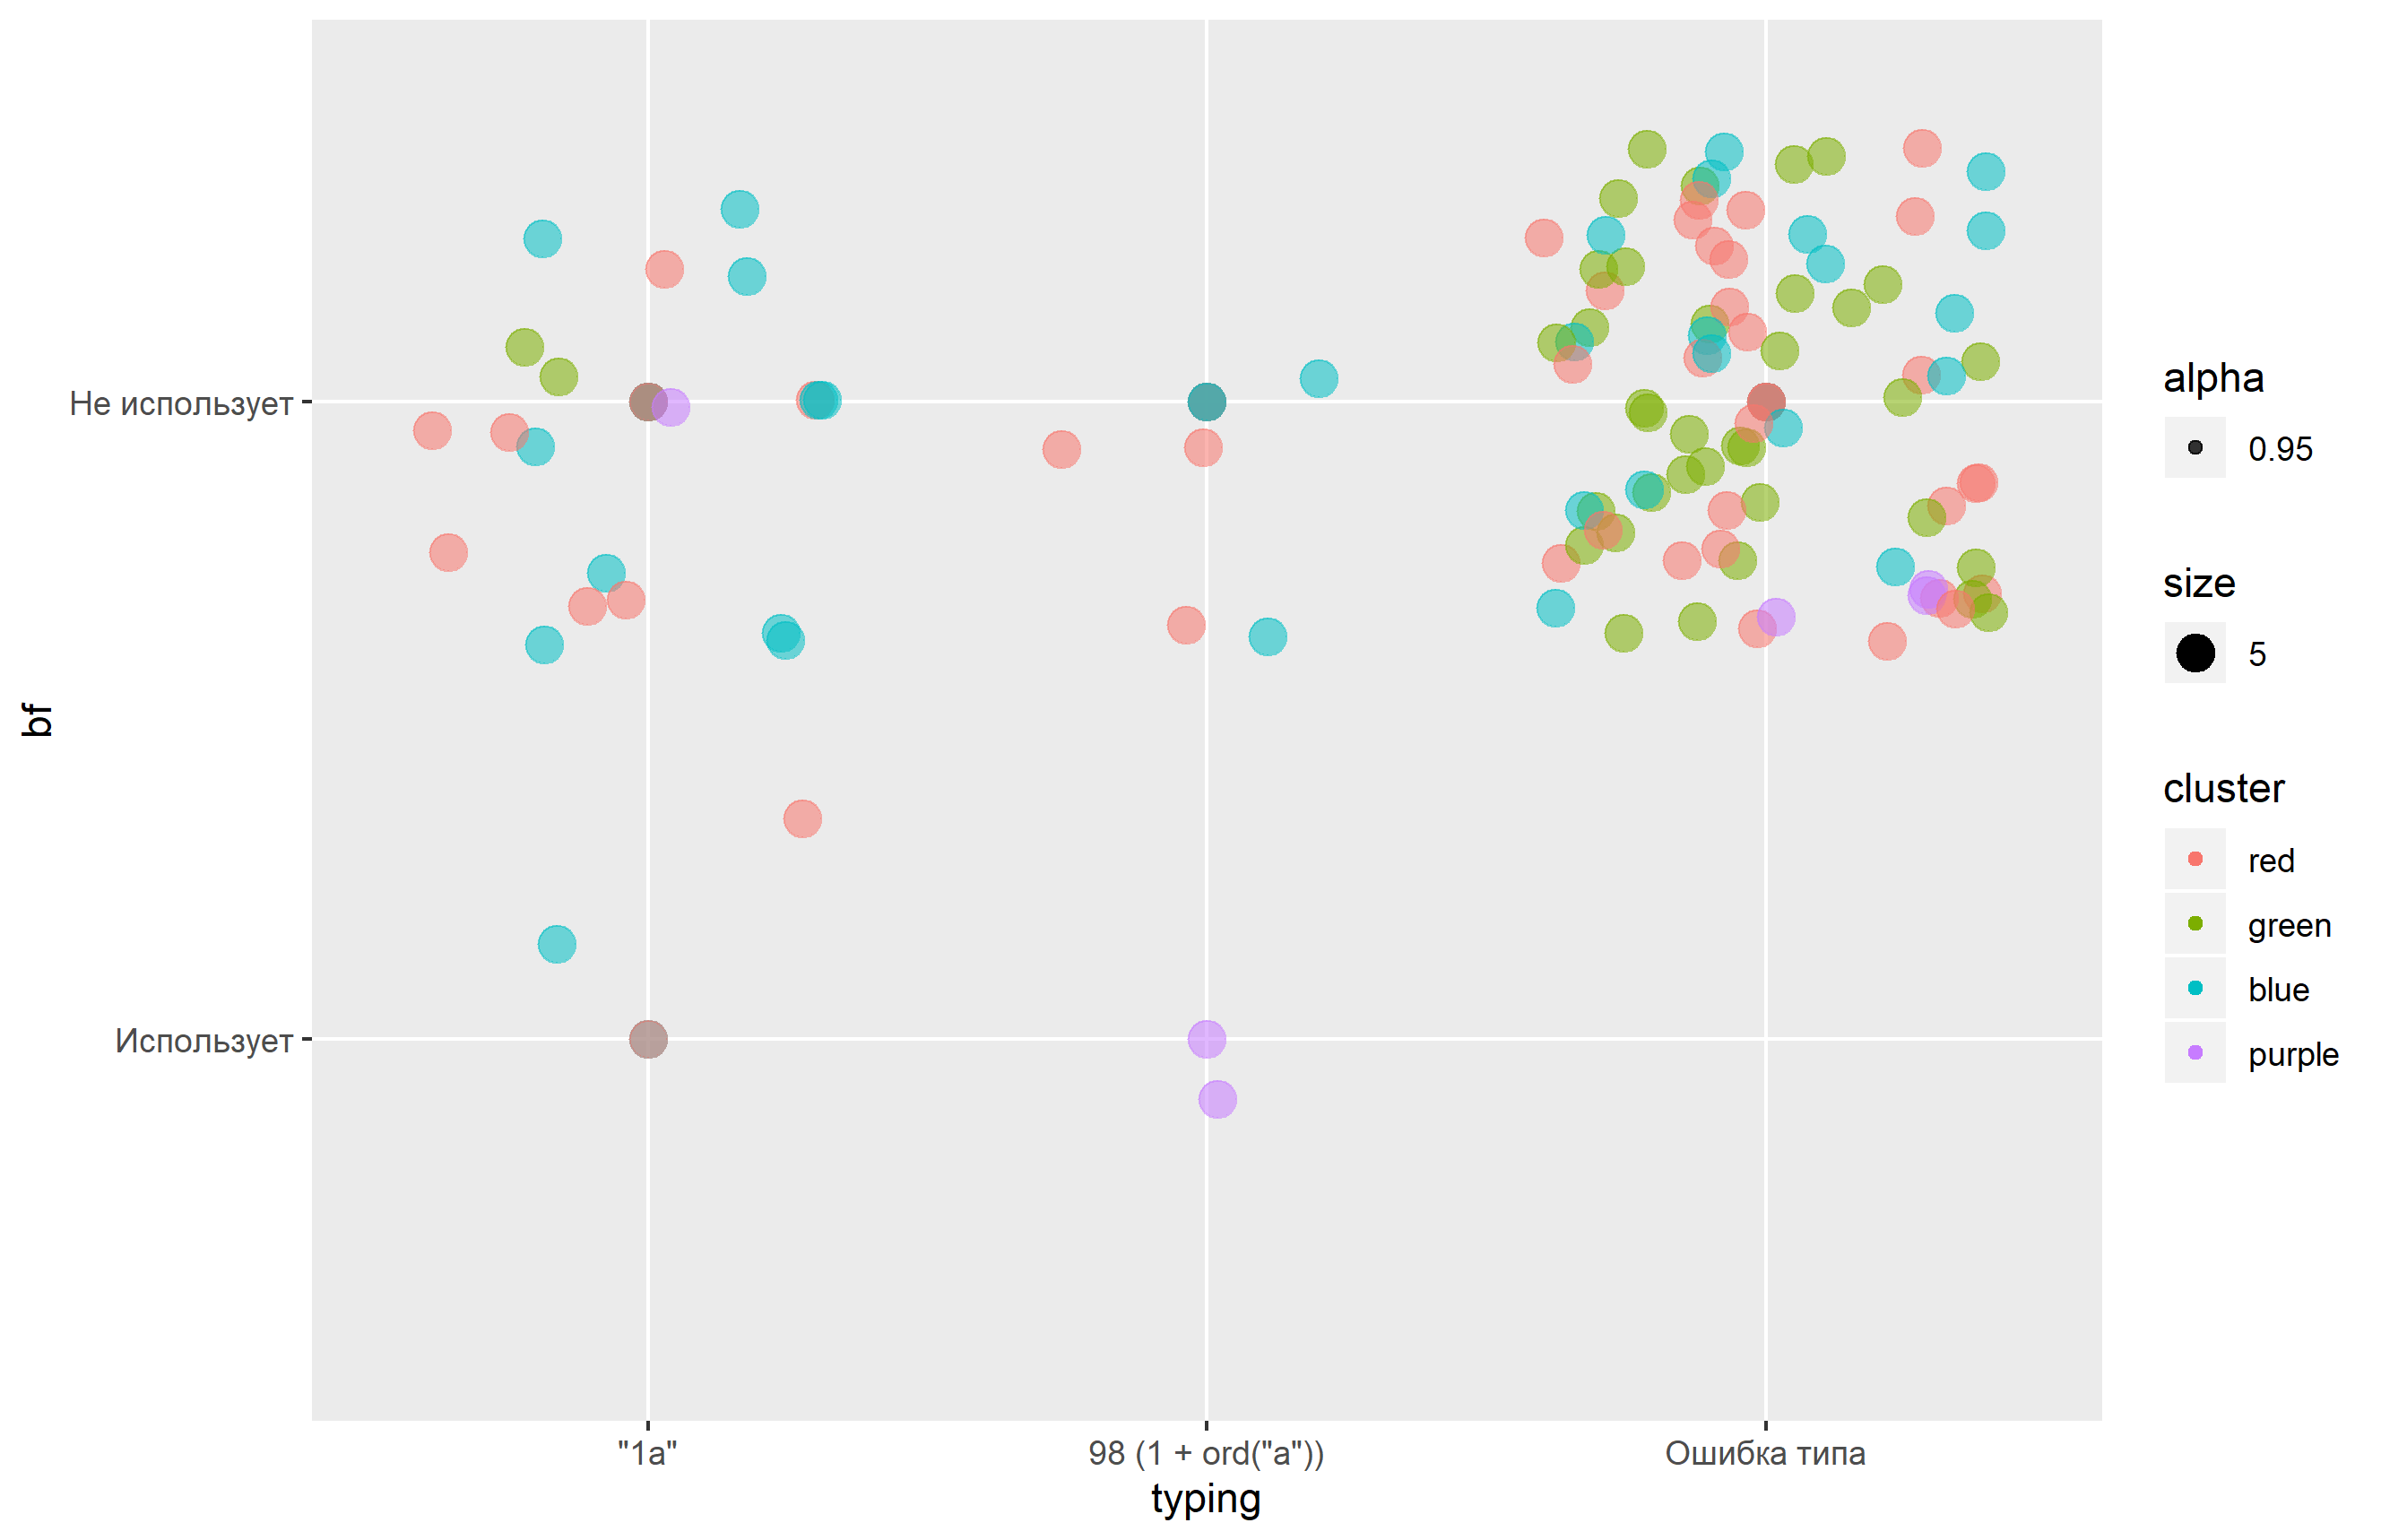 bf
Не использует
Использует
"1a"
98 (1 + ord("a"))
Ошибка типа
typing
alpha
0.95
size
5
cluster
red
green
blue
purple